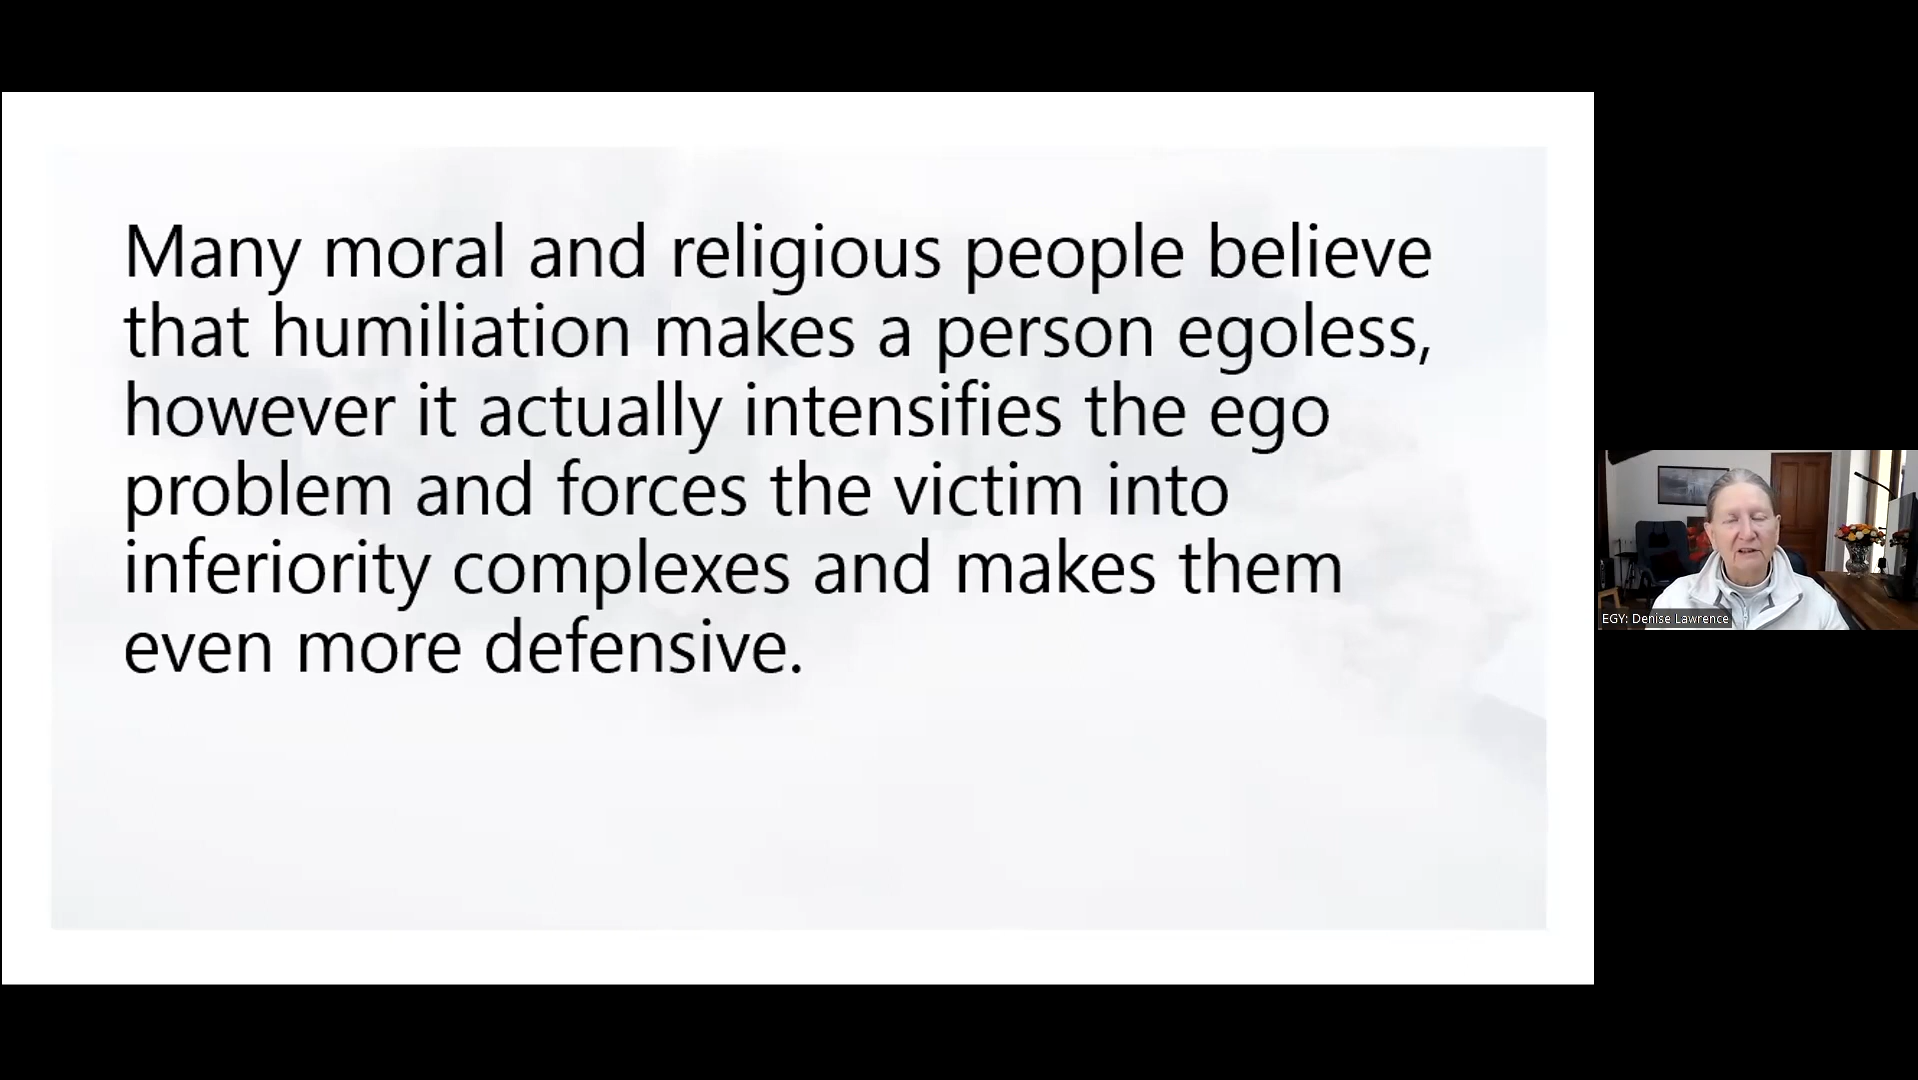 Many moral and religious people believe
that humiliation makes a person egoless,
however it actually intensifies the ego
problem and forces the victim into
inferiority complexes and makes them
even more defensive.
EGY: Denise Lawrence